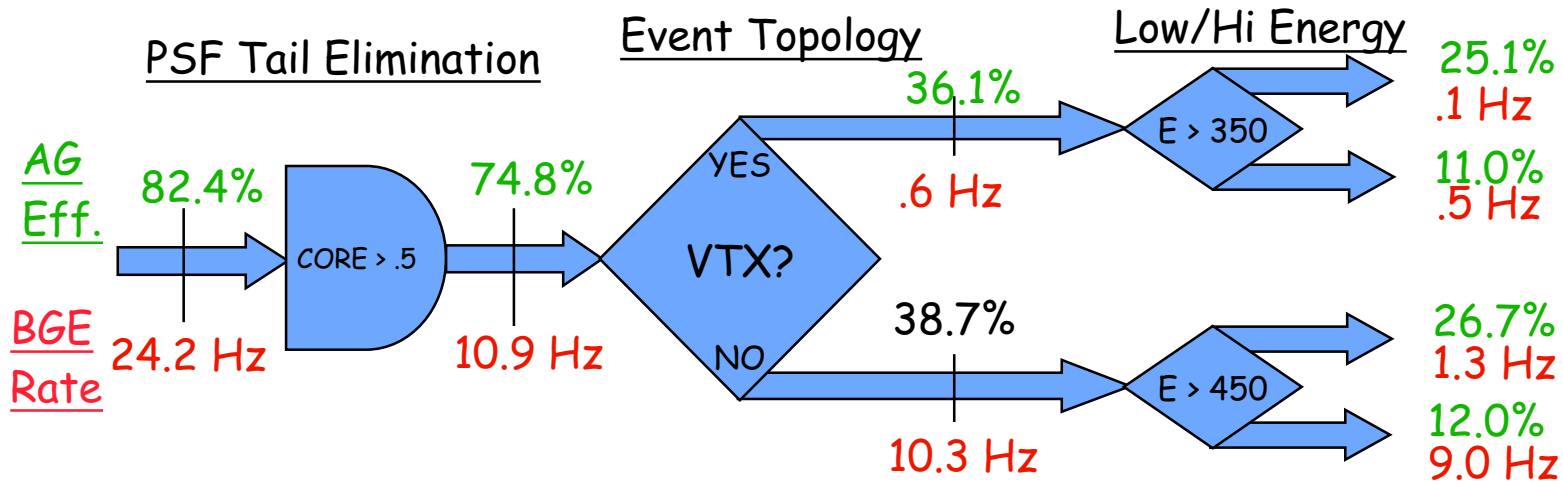 PSF Tail Elimination
Event Topology
Low/Hi Energy
AG
Eff.
BGE
Rate
82.4%
24.2 Hz
CORE > .5
74.8%
10.9 Hz
YES
VTX?
NO
36.1%
.6 Hz
38.7%
10.3 Hz
E > 350
25.1%
.1 Hz
11.0%
.5 Hz
E > 450
26.7%
1.3 Hz
12.0%
9.0 Hz